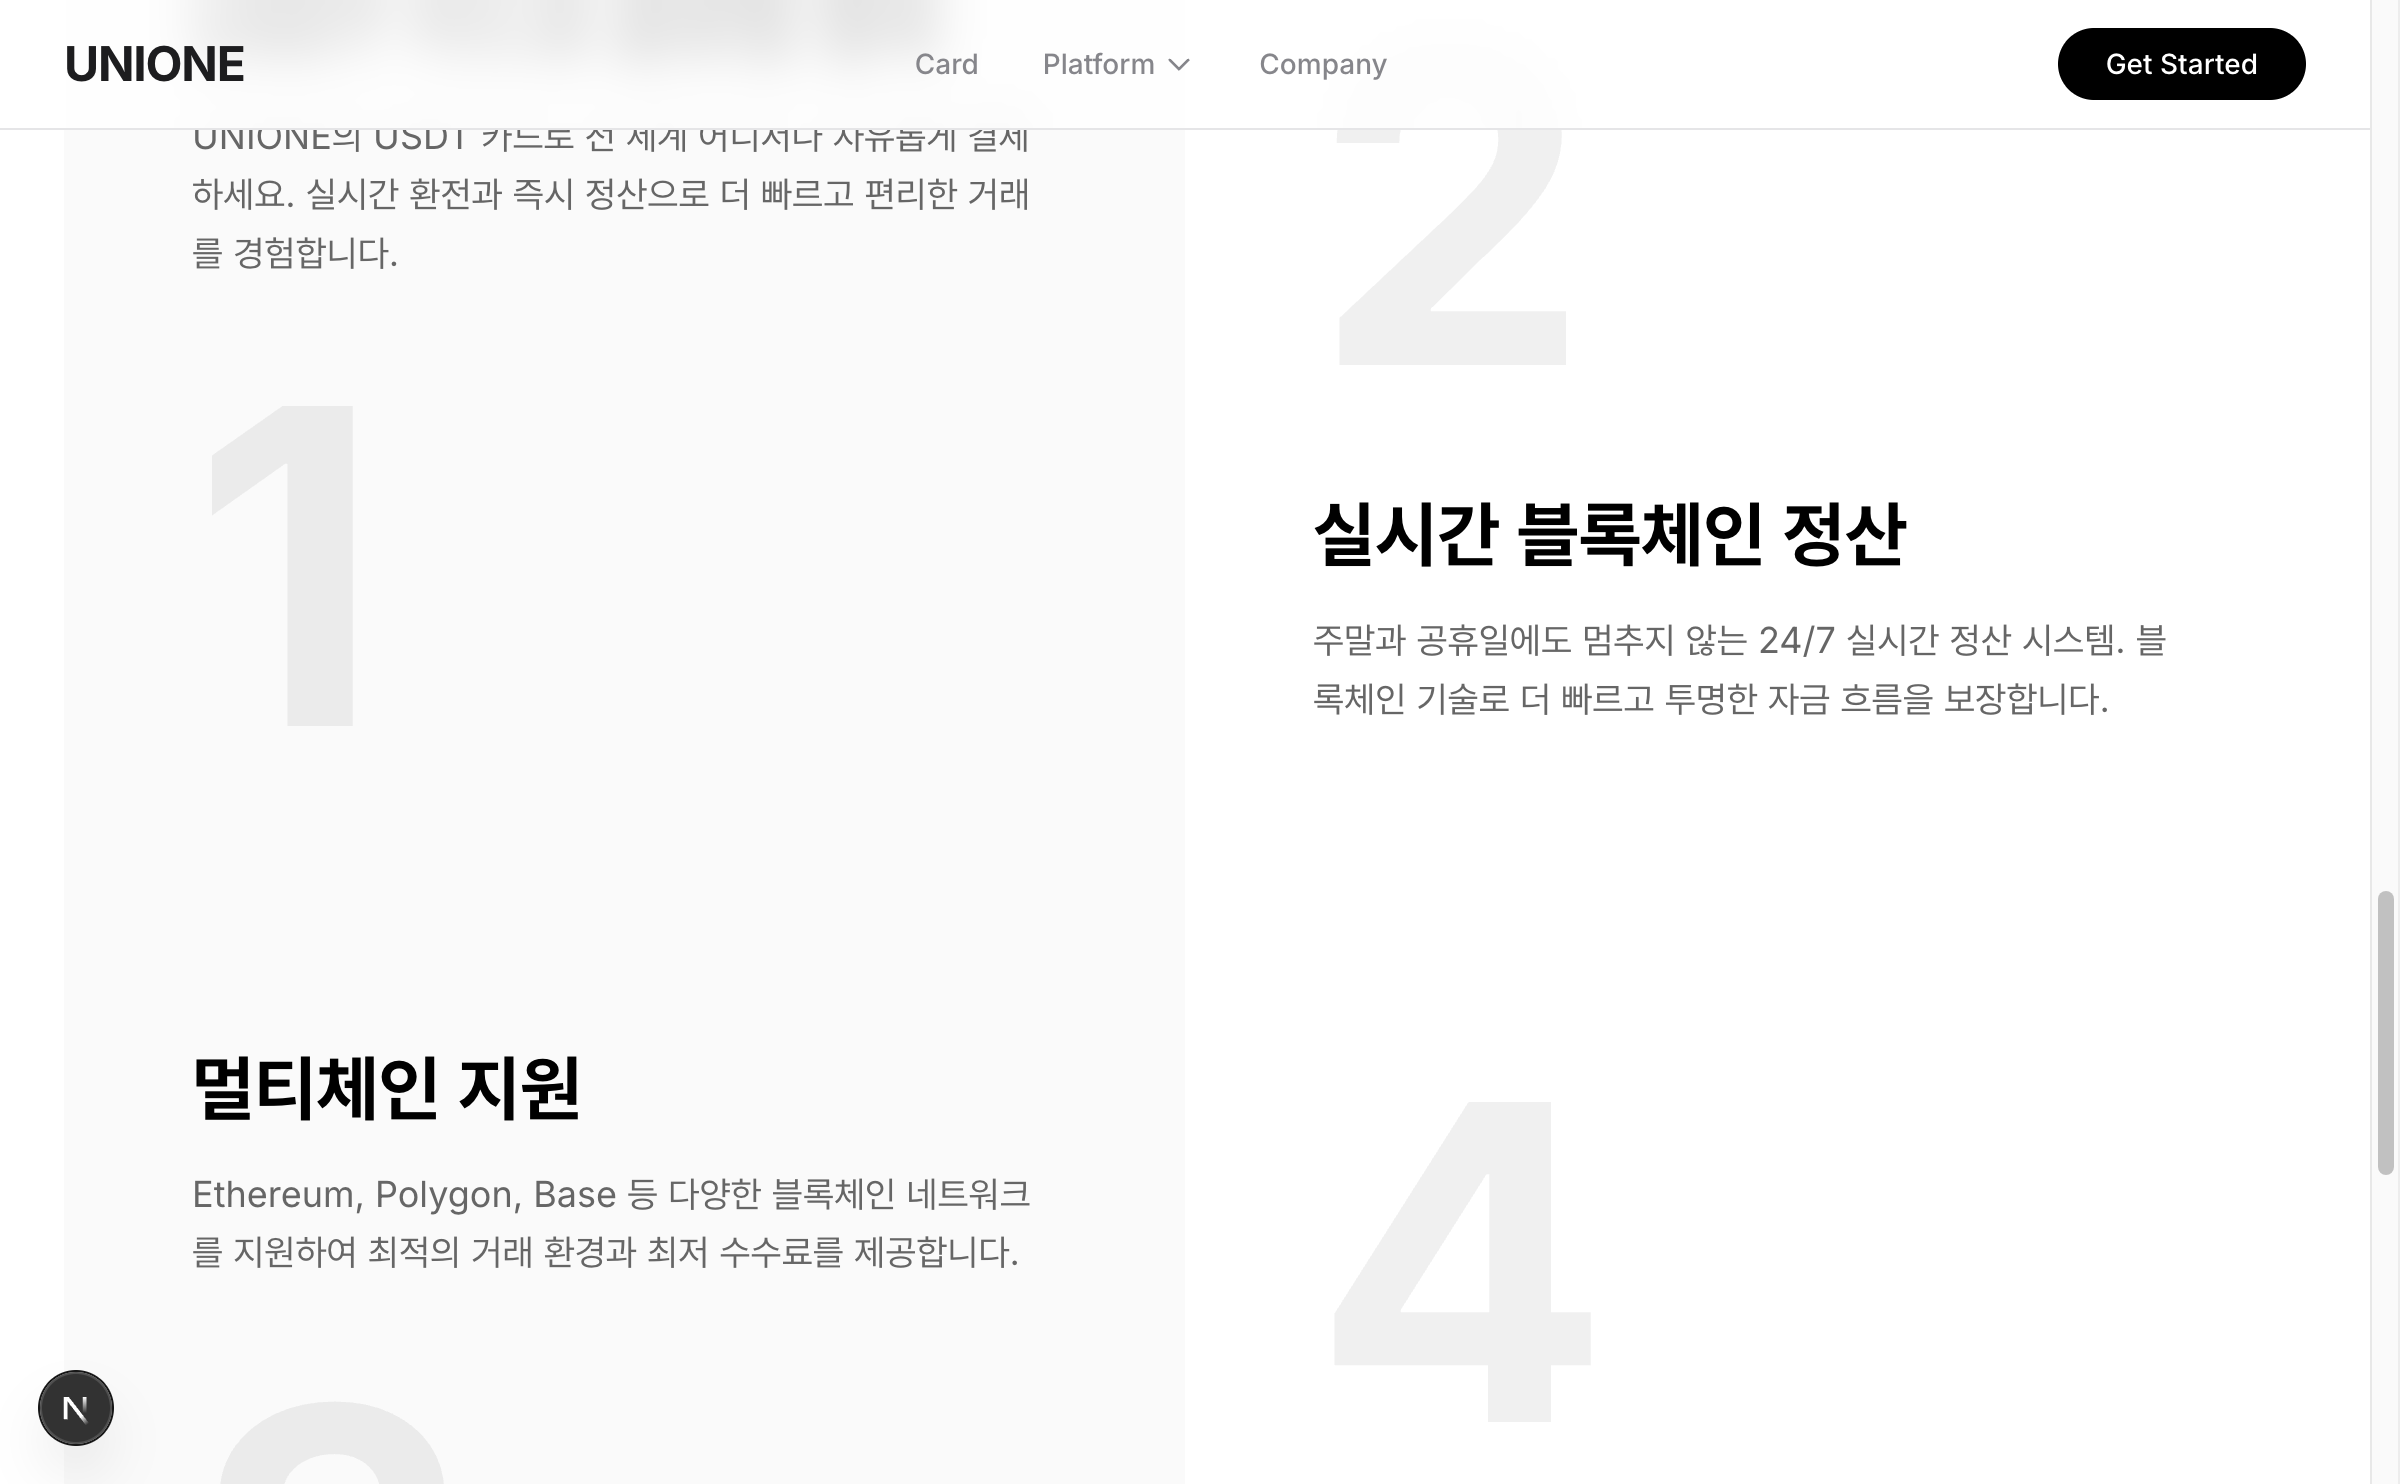 UNIONE
Card
Platform
Company
Get Started
UNIONE의 USDT 카드로 전 세계 어디서나 자유롭게 결제
하세요. 실시간 환전과 즉시 정산으로 더 빠르고 편리한 거래
를 경험합니다.
1
2
실시간 블록체인 정산
주말과 공휴일에도 멈추지 않는 24/7 실시간 정산 시스템. 블
록체인 기술로 더 빠르고 투명한 자금 흐름을 보장합니다.
멀티체인 지원
Ethereum, Polygon, Base 등 다양한 블록체인 네트워크
를 지원하여 최적의 거래 환경과 최저 수수료를 제공합니다.
4
N